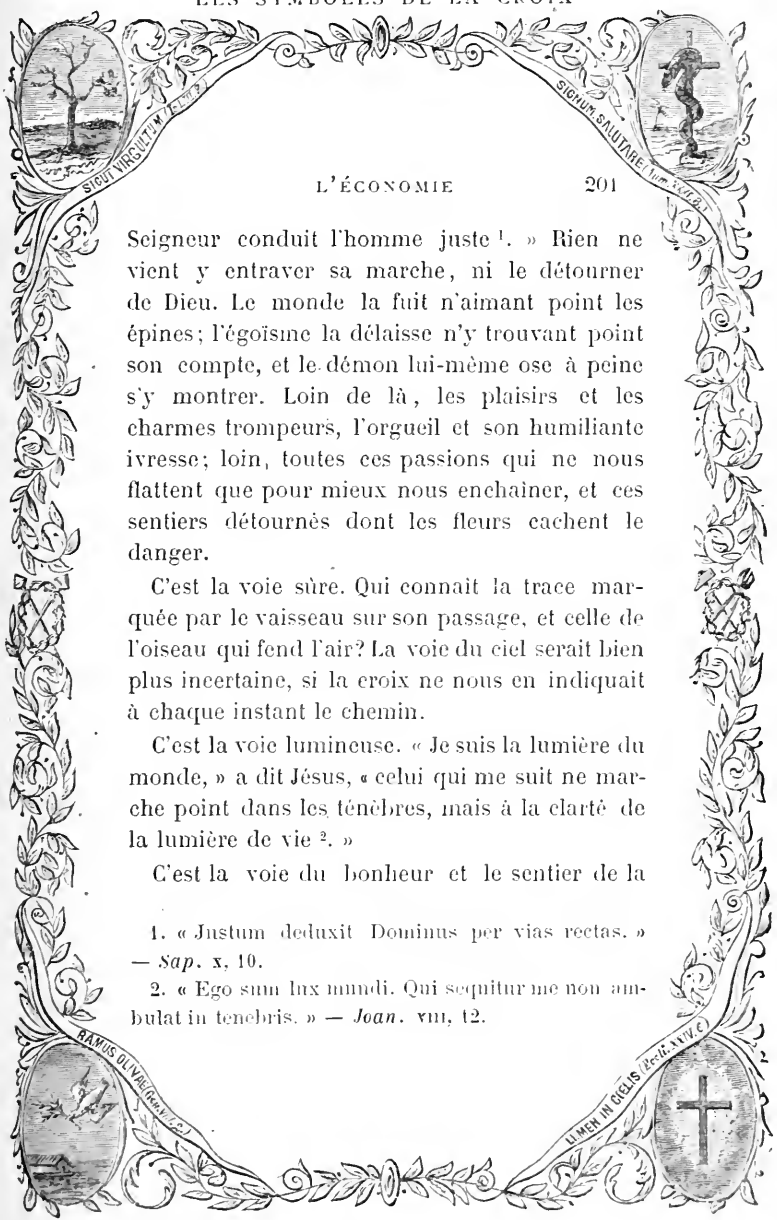 LES SYMBOLES DE LA CROIX
SICUT VIRGULTUM
SIGNUM SALUTARE
L'ÉCONOMIE 201
Seigneur conduit l'homme juste ¹. » Rien ne
vient y entraver sa marche, ni le détourner
de Dieu. Le monde la fuit n'aimant point les
épines; l'égoïsme la délaisse n'y trouvant point
son compte, et le démon lui-même ose à peine
s'y montrer. Loin de là, les plaisirs et les
charmes trompeurs, l'orgueil et son humiliante
ivresse; loin, toutes ces passions qui ne nous
flattent que pour mieux nous enchaîner, et ces
sentiers détournés dont les fleurs cachent le
danger.
C'est la voie sûre. Qui connait la trace mar-
quée par le vaisseau sur son passage, et celle de
l'oiseau qui fend l'air? La voie du ciel serait bien
plus incertaine, si la croix ne nous en indiquait
à chaque instant le chemin.
C'est la voie lumineuse. « Je suis la lumière du
monde, » a dit Jésus, « celui qui me suit ne mar-
che point dans les ténèbres, mais à la clarté de
la lumière de vie ². »
C'est la voie du bonheur et le sentier de la
1. « Justum deduxit Dominus per vias rectas. »
— Sap. x, 10.
2. « Ego sum lux mundi. Qui sequitur me non am-
bulat in tenebris. » — Joan. VIII, 12.
RAMUS OLIVAE
LUMEN IN CŒLIS (Eccli. XXIV. 6)